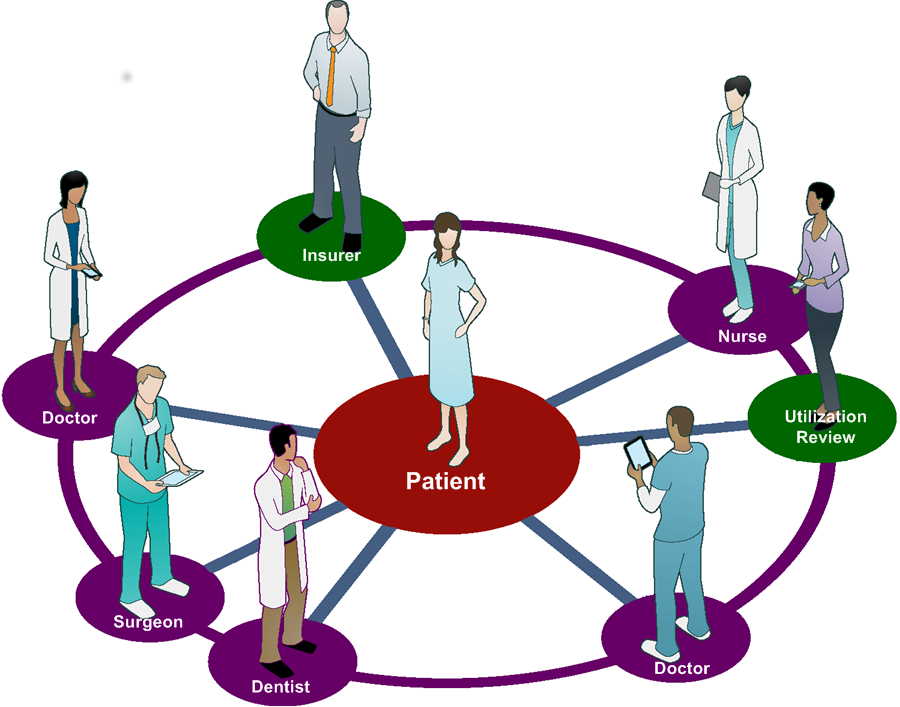 Insurer
Nurse
Doctor
Utilization
Review
Patient
Surgeon
Doctor
Dentist